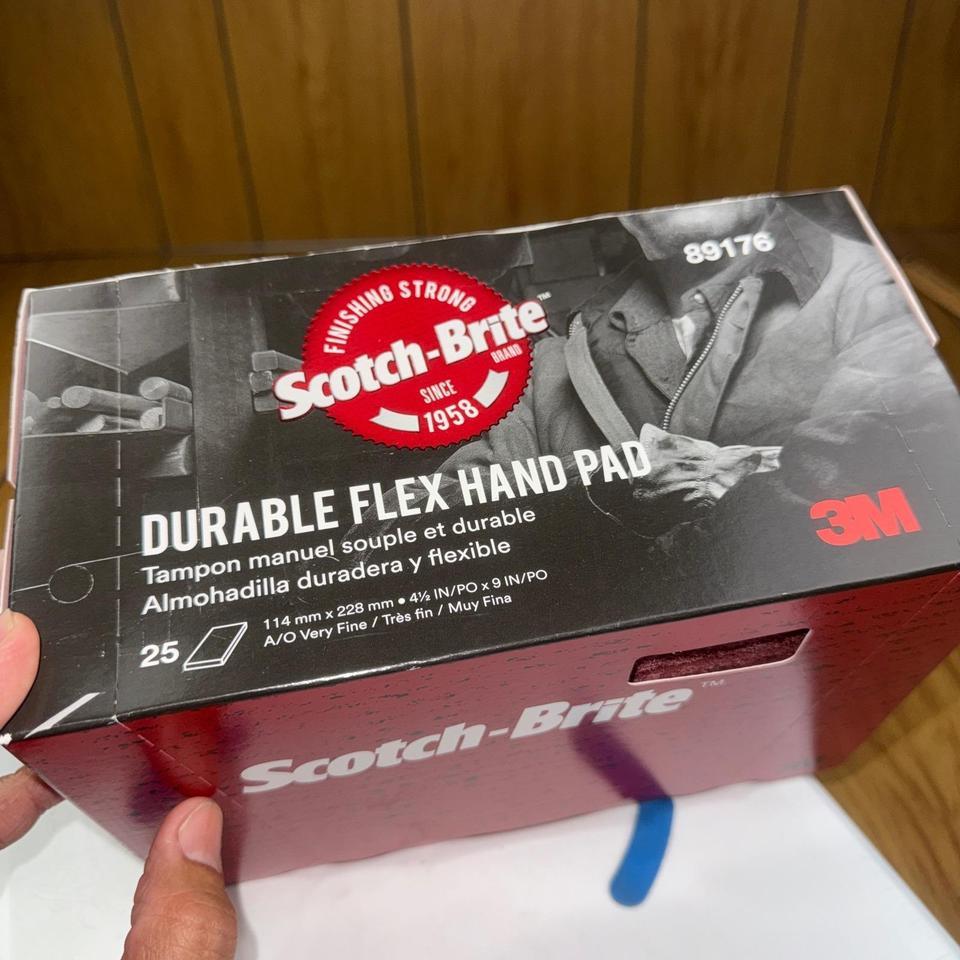 89176
FINISHING STRONG
Scotch-Brite™
BRAND
SINCE
1958
DURABLE FLEX HAND PAD
Tampon manuel souple et durable
Almohadilla duradera y flexible
3M
114 mm x 228 mm • 4½ IN/PO x 9 IN/PO
A/O Very Fine / Très fin / Muy Fina
25
Scotch-Brite™